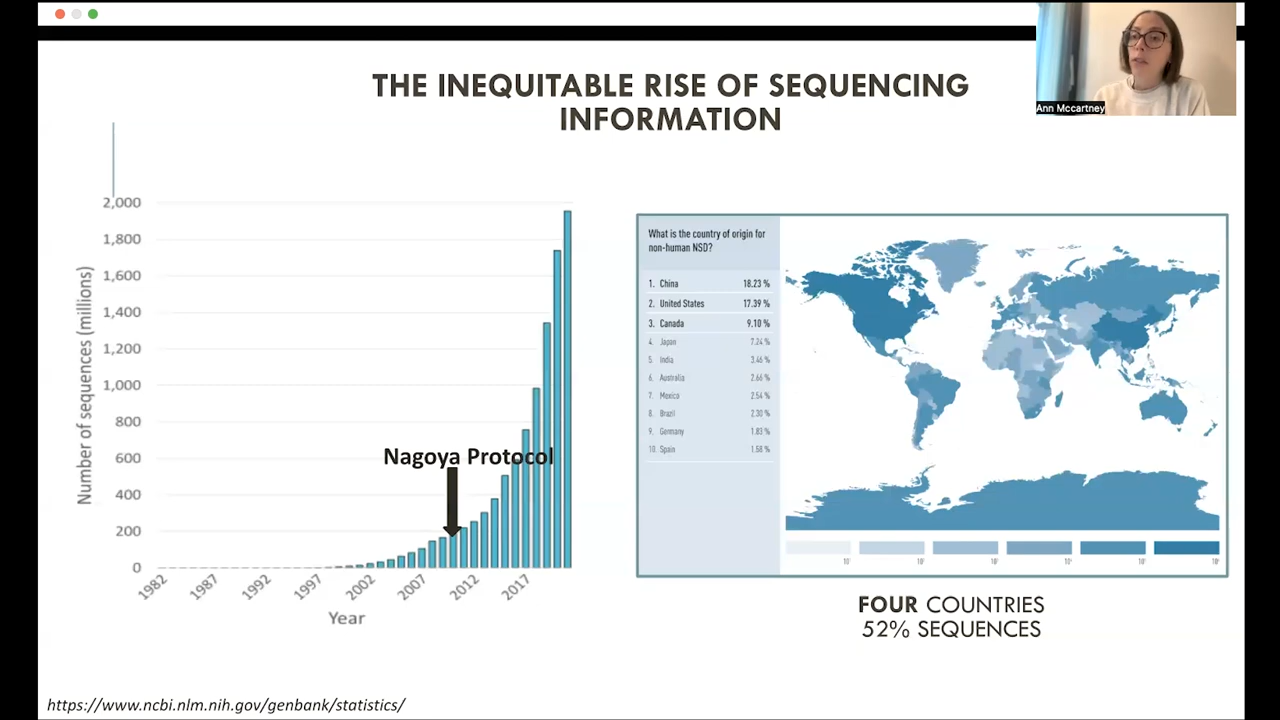 Ann Mccartney
THE INEQUITABLE RISE OF SEQUENCING
INFORMATION
Number of sequences (millions)
2,000
1,800
1,600
1,400
1,200
1,000
800
600
400
200
0
Nagoya Protocol
1982
1987
1992
1997
2002
2007
2012
2017
Year
What is the country of origin for
non-human NSD?
1. China 18.23 %
2. United States 17.39 %
3. Canada 9.10 %
4. Japan 7.24 %
5. India 3.46 %
6. Australia 2.66 %
7. Mexico 2.54 %
8. Brazil 2.30 %
9. Germany 1.83 %
10. Spain 1.58 %
FOUR COUNTRIES
52% SEQUENCES
https://www.ncbi.nlm.nih.gov/genbank/statistics/